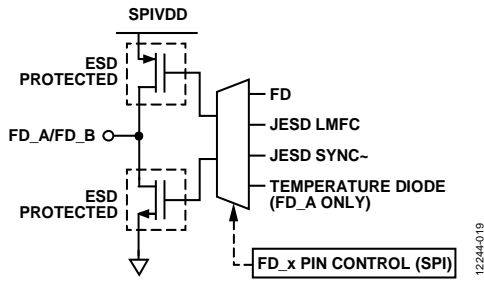 SPIVDD
ESD
PROTECTED
FD
JESD LMFC
FD_A/FD_B
JESD SYNC~
ESD
PROTECTED
TEMPERATURE DIODE
(FD_A ONLY)
FD_x PIN CONTROL (SPI)
12244-019